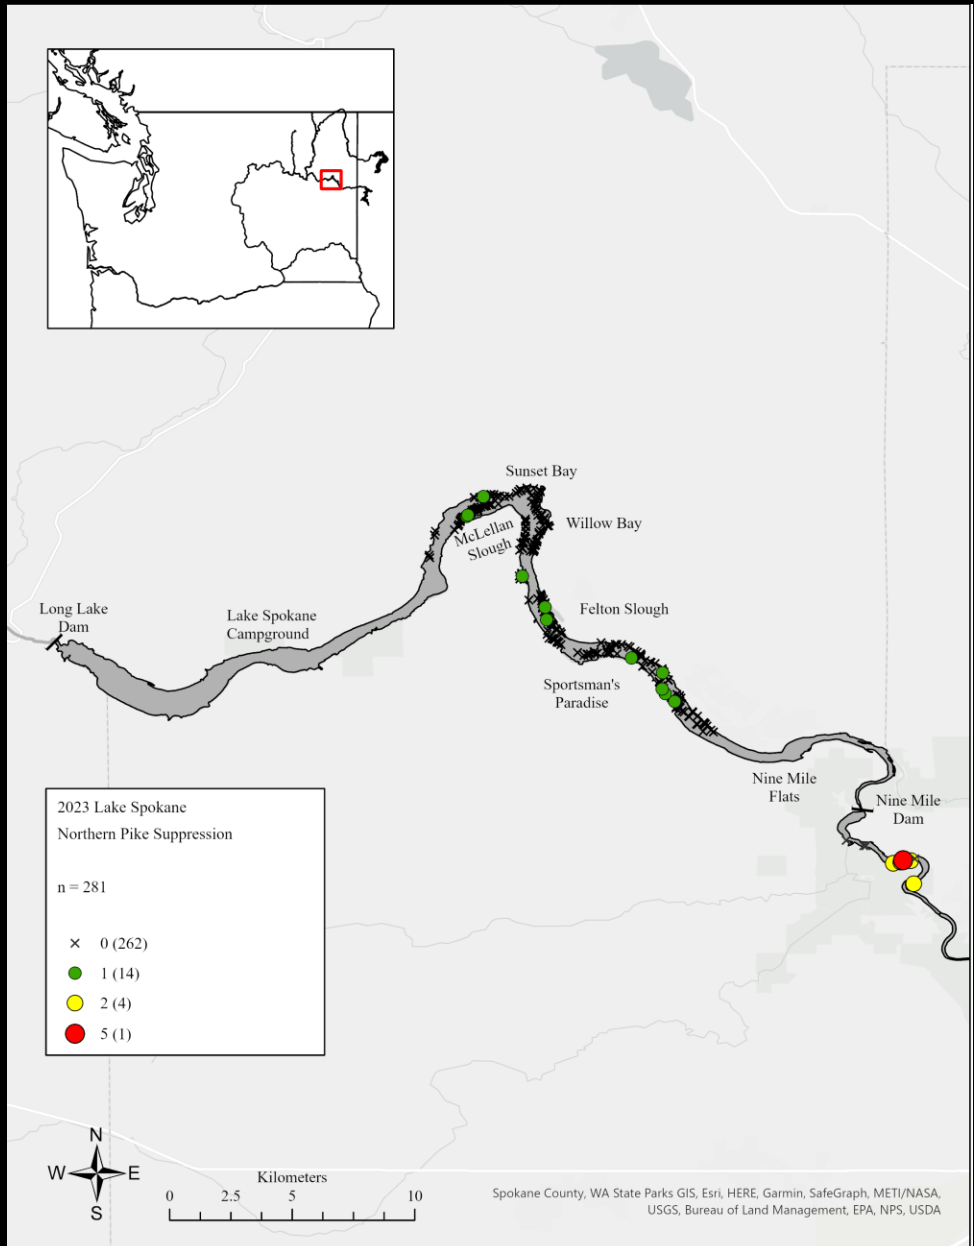 Sunset Bay
Willow Bay
McLellan
Slough
Long Lake
Dam
Lake Spokane
Campground
Felton Slough
Sportsman's
Paradise
Nine Mile
Flats
Nine Mile
Dam
2023 Lake Spokane
Northern Pike Suppression
n = 281
0 (262)
1 (14)
2 (4)
5 (1)
N
W
E
S
Kilometers
0 2.5 5 10
Spokane County, WA State Parks GIS, Esri, HERE, Garmin, SafeGraph, METI/NASA,
USGS, Bureau of Land Management, EPA, NPS, USDA